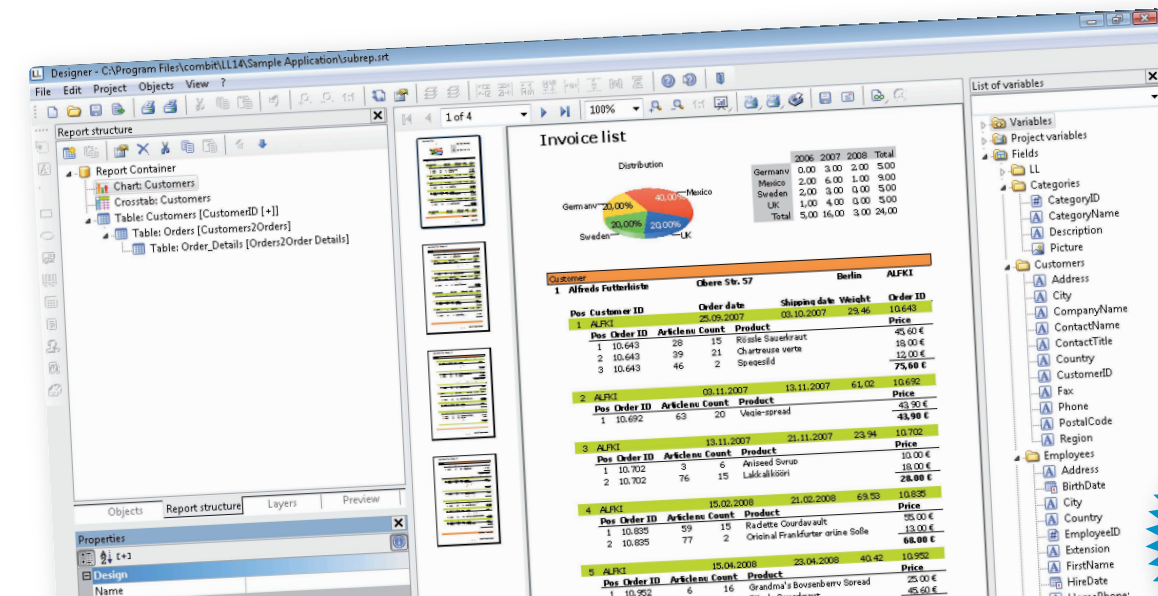 Designer - C:\Program Files\combit\LL14\Sample Application\subrep.srt
File Edit Project Objects View ?
Report structure
Report Container
Chart: Customers
Crosstab: Customers
Table: Customers [CustomerID [+]]
Table: Orders [Customers2Orders]
Table: Order_Details [Orders2Order Details]
Objects Report structure Layers Preview
Properties
[+]
Design
Name
1 of 4 100%
Invoice list
Distribution
Mexico 40,00%
Germany 20,00%
20,00% 20,00%
Sweden UK
2006 2007 2008 Total
Germany 0,00 3,00 2,00 5,00
Mexico 2,00 6,00 1,00 9,00
Sweden 2,00 3,00 0,00 5,00
UK 1,00 4,00 0,00 5,00
Total 5,00 16,00 3,00 24,00
Customer
1 Alfreds Futterkiste Obere Str. 57 Berlin ALFKI
Pos Customer ID Order date Shipping date Weight Order ID
1 ALFKI 25.09.2007 03.10.2007 29,46 10.643
Pos Order ID Articlenu Count Product Price
1 10.643 28 15 Rössle Sauerkraut 45,60 €
2 10.643 39 21 Chartreuse verte 18,00 €
3 10.643 46 2 Spegesild 12,00 €
75,60 €
2 ALFKI 03.11.2007 13.11.2007 61,02 10.692
Pos Order ID Articlenu Count Product Price
1 10.692 63 20 Vegie-spread 43,90 €
43,90 €
3 ALFKI 13.11.2007 21.11.2007 23,94 10.702
Pos Order ID Articlenu Count Product Price
1 10.702 3 6 Aniseed Syrup 10,00 €
2 10.702 76 15 Lakkalikööri 18,00 €
28,00 €
4 ALFKI 15.02.2008 21.02.2008 69,53 10.835
Pos Order ID Articlenu Count Product Price
1 10.835 59 15 Raclette Courdavault 55,00 €
2 10.835 77 2 Original Frankfurter grüne Soße 13,00 €
68,00 €
5 ALFKI 15.04.2008 23.04.2008 40,42 10.952
Pos Order ID Articlenu Count Product Price
1 10.952 6 16 Grandma's Boysenberry Spread 25,00 €
45,60 €
List of variables
Variables
Project variables
Fields
LL
Categories
CategoryID
CategoryName
Description
Picture
Customers
Address
City
CompanyName
ContactName
ContactTitle
Country
CustomerID
Fax
Phone
PostalCode
Region
Employees
Address
BirthDate
City
Country
EmployeeID
Extension
FirstName
HireDate
HomePhone